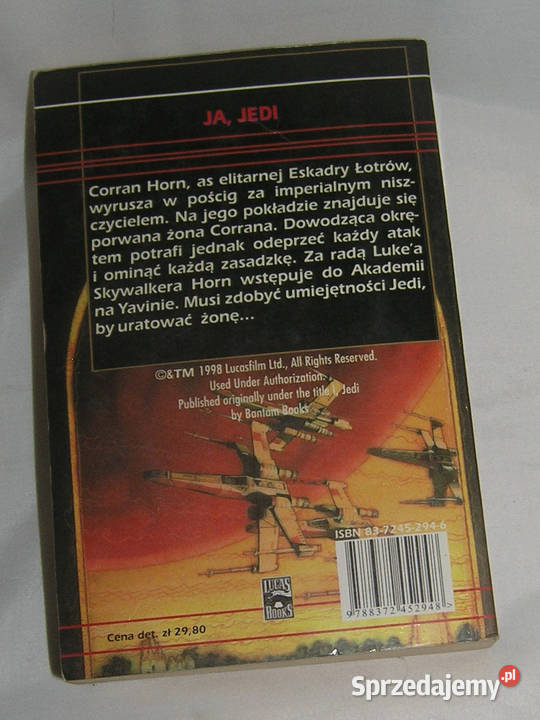 JA, JEDI
Corran Horn, as elitarnej Eskadry Łotrów,
wyrusza w pościg za imperialnym nisz-
czycielem. Na jego pokładzie znajduje się
porwana żona Corrana. Dowodząca okrę-
tem potrafi jednak odeprzeć każdy atak
i ominąć każdą zasadzkę. Za radą Luke'a
Skywalkera Horn wstępuje do Akademii
na Yavinie. Musi zdobyć umiejętności Jedi,
by uratować żonę...
©&TM 1998 Lucasfilm Ltd., All Rights Reserved.
Used Under Authorization.
Published originally under the title I, Jedi
by Bantam Books
ISBN 83-7245-294-6
9 788372 452948 >
LUCAS
BOOKS
Cena det. zł 29,80
Sprzedajemy.pl